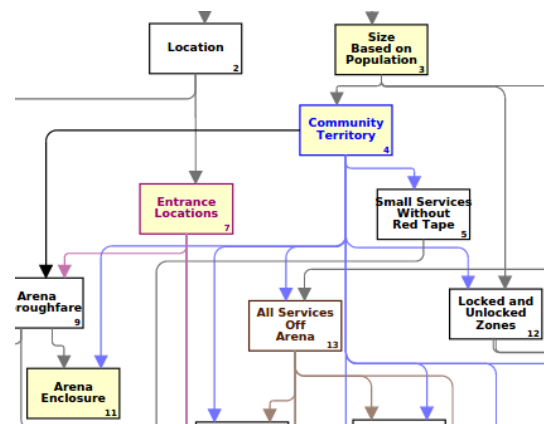 Location
2
Size
Based on
Population
3
Community
Territory
4
Entrance
Locations
7
Small Services
Without
Red Tape
5
Arena
roughfare
9
All Services
Off
Arena
13
Locked and
Unlocked
Zones
12
Arena
Enclosure
11